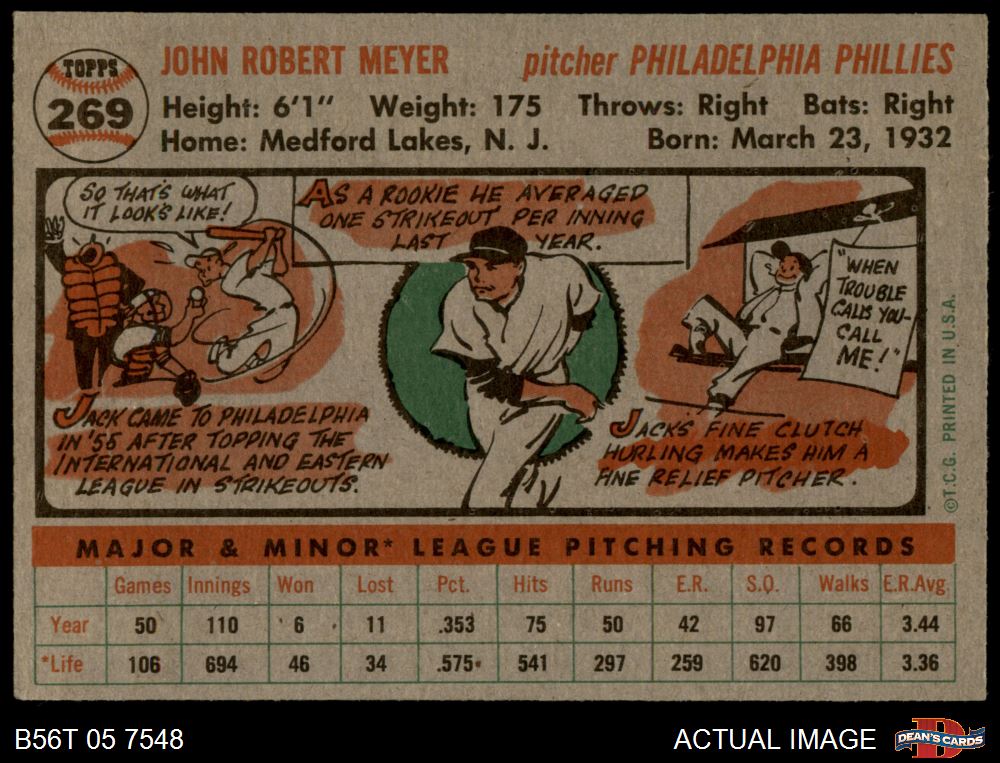 TOPPS
269
JOHN ROBERT MEYER pitcher PHILADELPHIA PHILLIES
Height: 6'1" Weight: 175 Throws: Right Bats: Right
Home: Medford Lakes, N. J. Born: March 23, 1932
SO THAT'S WHAT
IT LOOKS LIKE!
JACK CAME TO PHILADELPHIA
IN '55 AFTER TOPPING THE
INTERNATIONAL AND EASTERN
LEAGUE IN STRIKEOUTS.
AS A ROOKIE HE AVERAGED
ONE STRIKEOUT PER INNING
LAST YEAR.
"WHEN
TROUBLE
CALLS YOU-
CALL
ME!"
JACK'S FINE CLUTCH
HURLING MAKES HIM A
FINE RELIEF PITCHER.
©T.C.G. PRINTED IN U.S.A.
MAJOR & MINOR* LEAGUE PITCHING RECORDS
Games Innings Won Lost Pct. Hits Runs E.R. S.O. Walks E.R.Avg.
Year 50 110 6 11 .353 75 50 42 97 66 3.44
*Life 106 694 46 34 .575 541 297 259 620 398 3.36
B56T 05 7548 ACTUAL IMAGE
DEAN'S CARDS